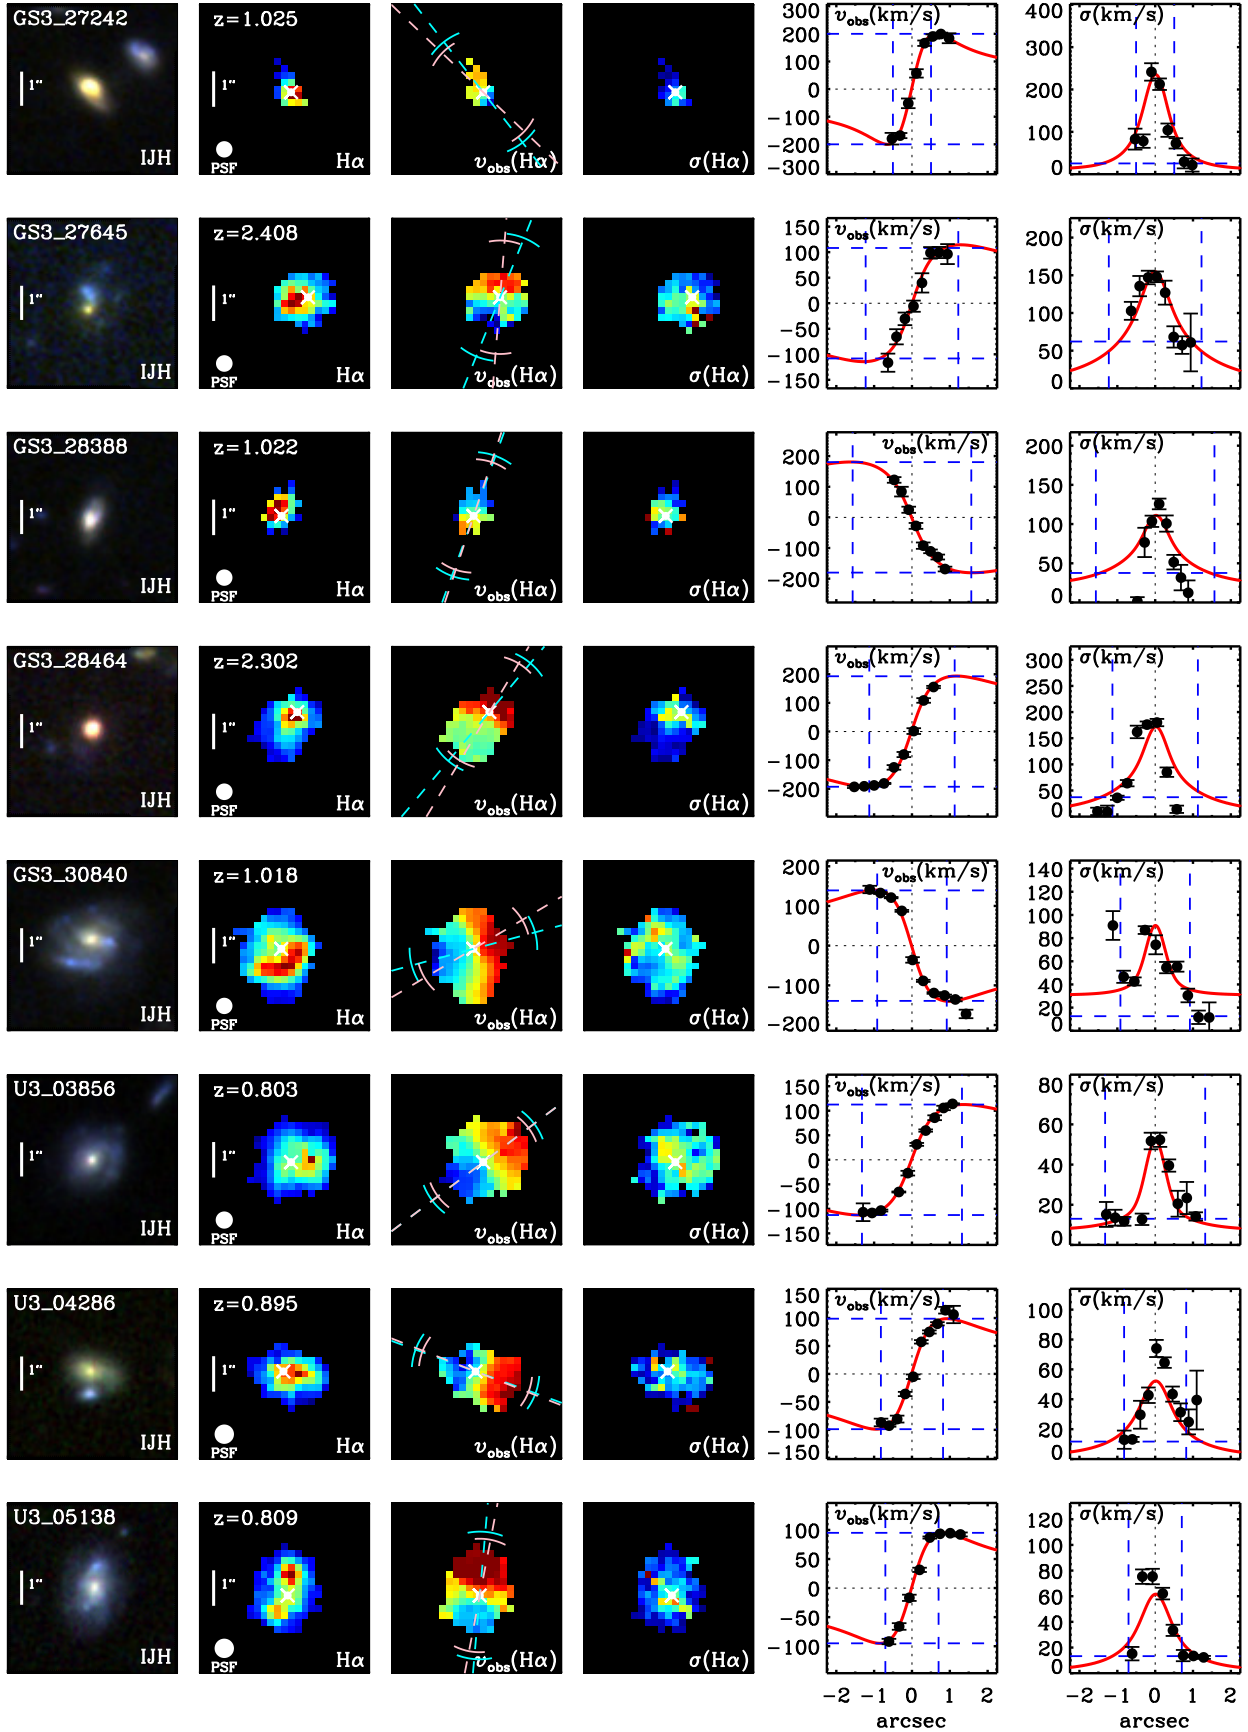 GS3_27242 z=1.025 v_obs(km/s) σ(km/s)
1" 1"
IJH PSF Hα v_obs(Hα) σ(Hα)
300 200 100 0 −100 −200 −300
400 300 200 100 0
GS3_27645 z=2.408 v_obs(km/s) σ(km/s)
1" 1"
IJH PSF Hα v_obs(Hα) σ(Hα)
150 100 50 0 −50 −100 −150
200 150 100 50 0
GS3_28388 z=1.022 v_obs(km/s) σ(km/s)
1" 1"
IJH PSF Hα v_obs(Hα) σ(Hα)
200 100 0 −100 −200
200 150 100 50 0
GS3_28464 z=2.302 v_obs(km/s) σ(km/s)
1" 1"
IJH PSF Hα v_obs(Hα) σ(Hα)
200 100 0 −100 −200
300 250 200 150 100 50 0
GS3_30840 z=1.018 v_obs(km/s) σ(km/s)
1" 1"
IJH PSF Hα v_obs(Hα) σ(Hα)
200 150 100 50 0 −50 −100 −150 −200
140 120 100 80 60 40 20 0
U3_03856 z=0.803 v_obs(km/s) σ(km/s)
1" 1"
IJH PSF Hα v_obs(Hα) σ(Hα)
150 100 50 0 −50 −100 −150
80 60 40 20 0
U3_04286 z=0.895 v_obs(km/s) σ(km/s)
1" 1"
IJH PSF Hα v_obs(Hα) σ(Hα)
150 100 50 0 −50 −100 −150
100 80 60 40 20 0
U3_05138 z=0.809 v_obs(km/s) σ(km/s)
1" 1"
IJH PSF Hα v_obs(Hα) σ(Hα)
100 50 0 −50 −100
120 100 80 60 40 20 0
−2 −1 0 1 2 −2 −1 0 1 2
arcsec arcsec